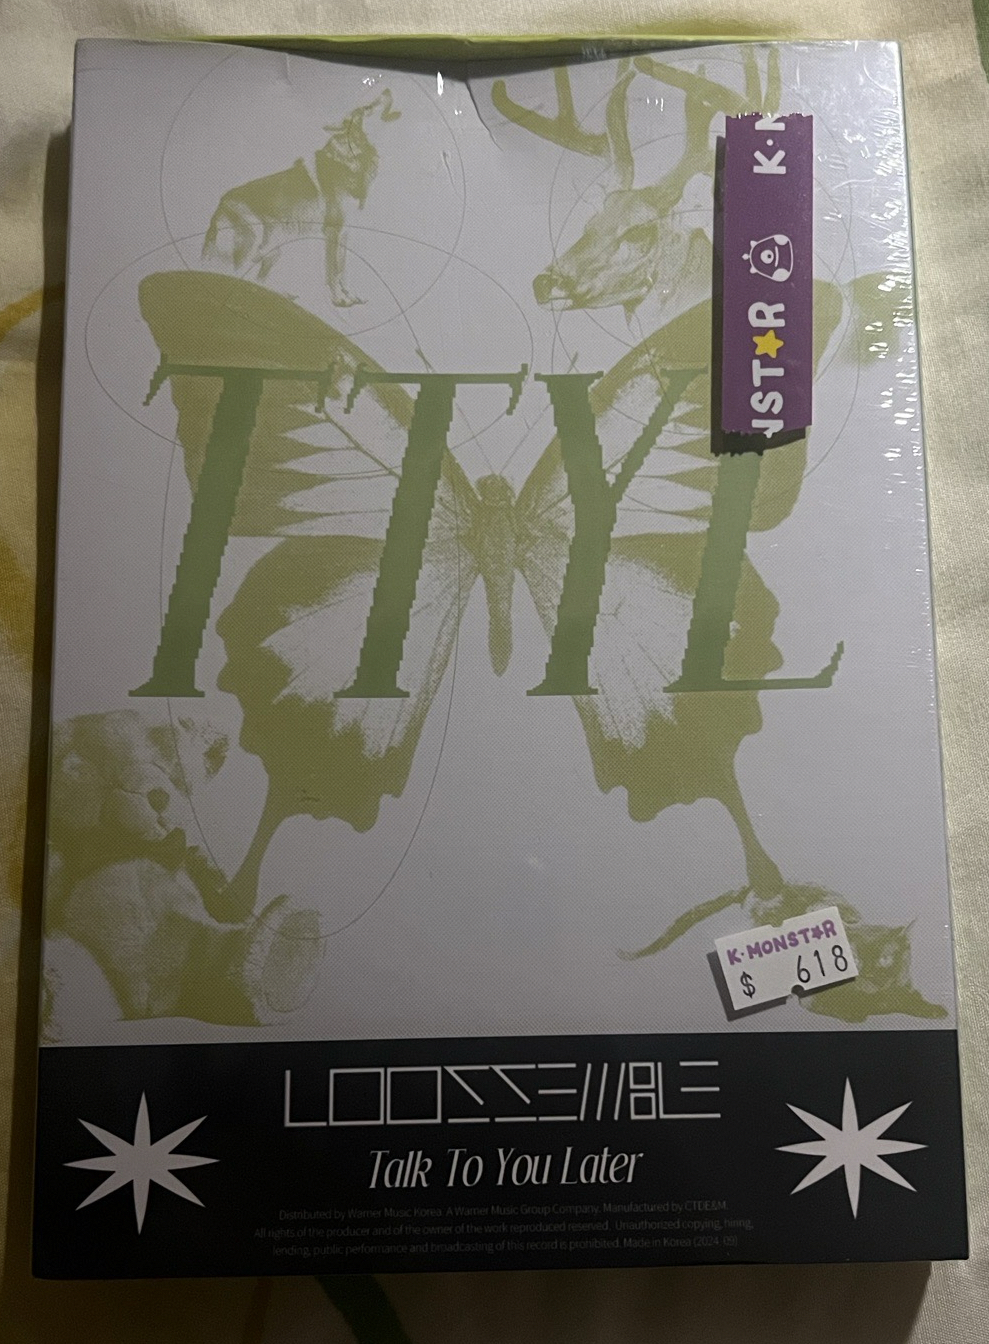 K·M
NST★R
TTYL
K·MONST★R
$ 618
LOOSSEMBLE
Talk To You Later
Distributed by Warner Music Korea. A Warner Music Group Company. Manufactured by CTDE&M.
All rights of the producer and of the owner of the work reproduced reserved. Unauthorized copying, hiring,
lending, public performance and broadcasting of this record is prohibited. Made in Korea (2024. 09)